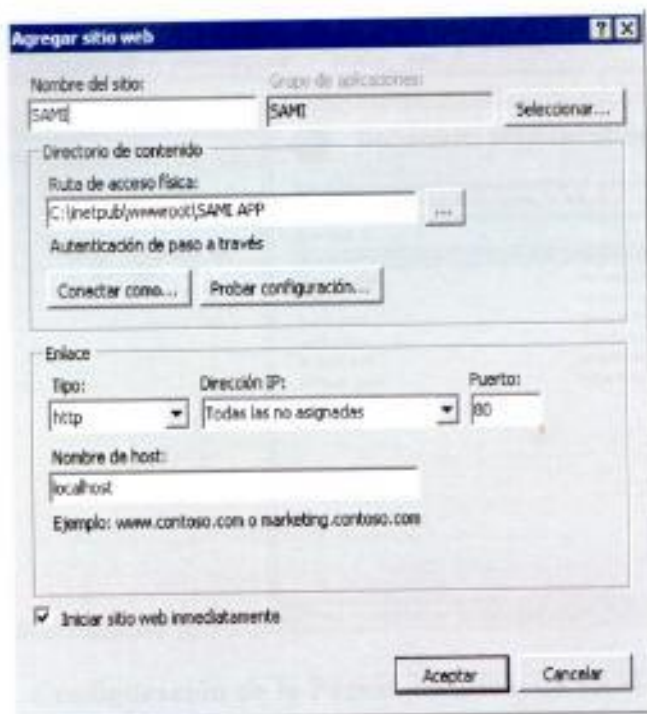 Agregar sitio web
Nombre del sitio:
Grupo de aplicaciones:
SAMI
SAMI
Seleccionar...
Directorio de contenido
Ruta de acceso física:
C:\inetpub\wwwroot\SAMI APP
...
Autenticación de paso a través
Conectar como...
Probar configuración...
Enlace
Tipo:
Dirección IP:
Puerto:
http
Todas las no asignadas
80
Nombre de host:
localhost
Ejemplo: www.contoso.com o marketing.contoso.com
Iniciar sitio web inmediatamente
Aceptar
Cancelar